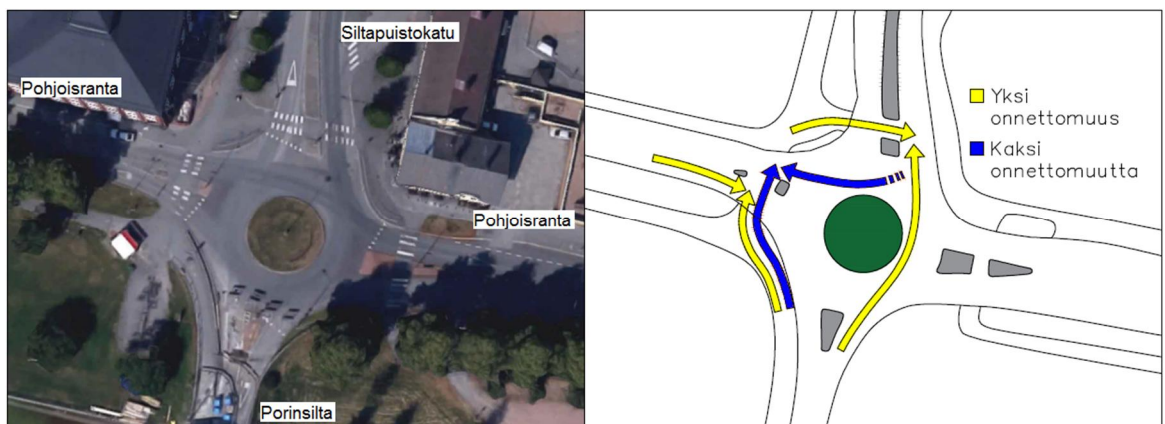 Siltapuistokatu
Pohjoisranta
Pohjoisranta
Porinsilta
Yksi
onnettomuus
Kaksi
onnettomuutta